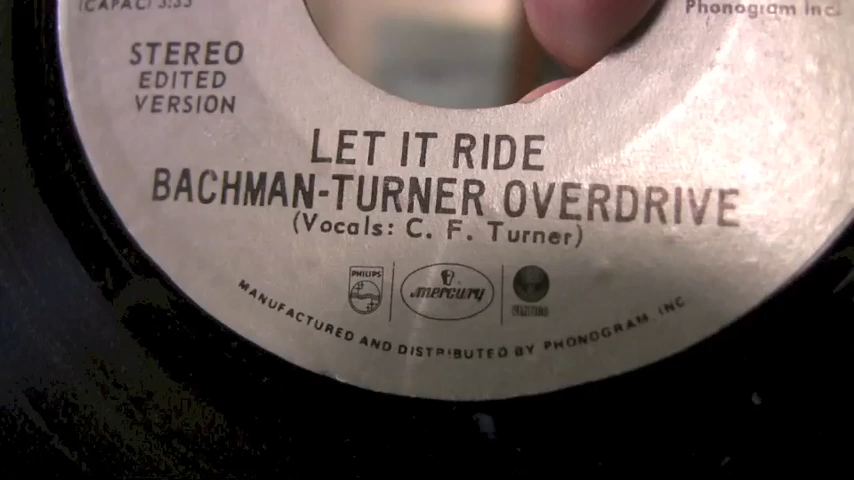 (CAPAC) 3:33
Phonogram Inc.
STEREO
EDITED
VERSION
LET IT RIDE
BACHMAN-TURNER OVERDRIVE
(Vocals: C. F. Turner)
PHILIPS
mercury
MANUFACTURED AND DISTRIBUTED BY PHONOGRAM, INC